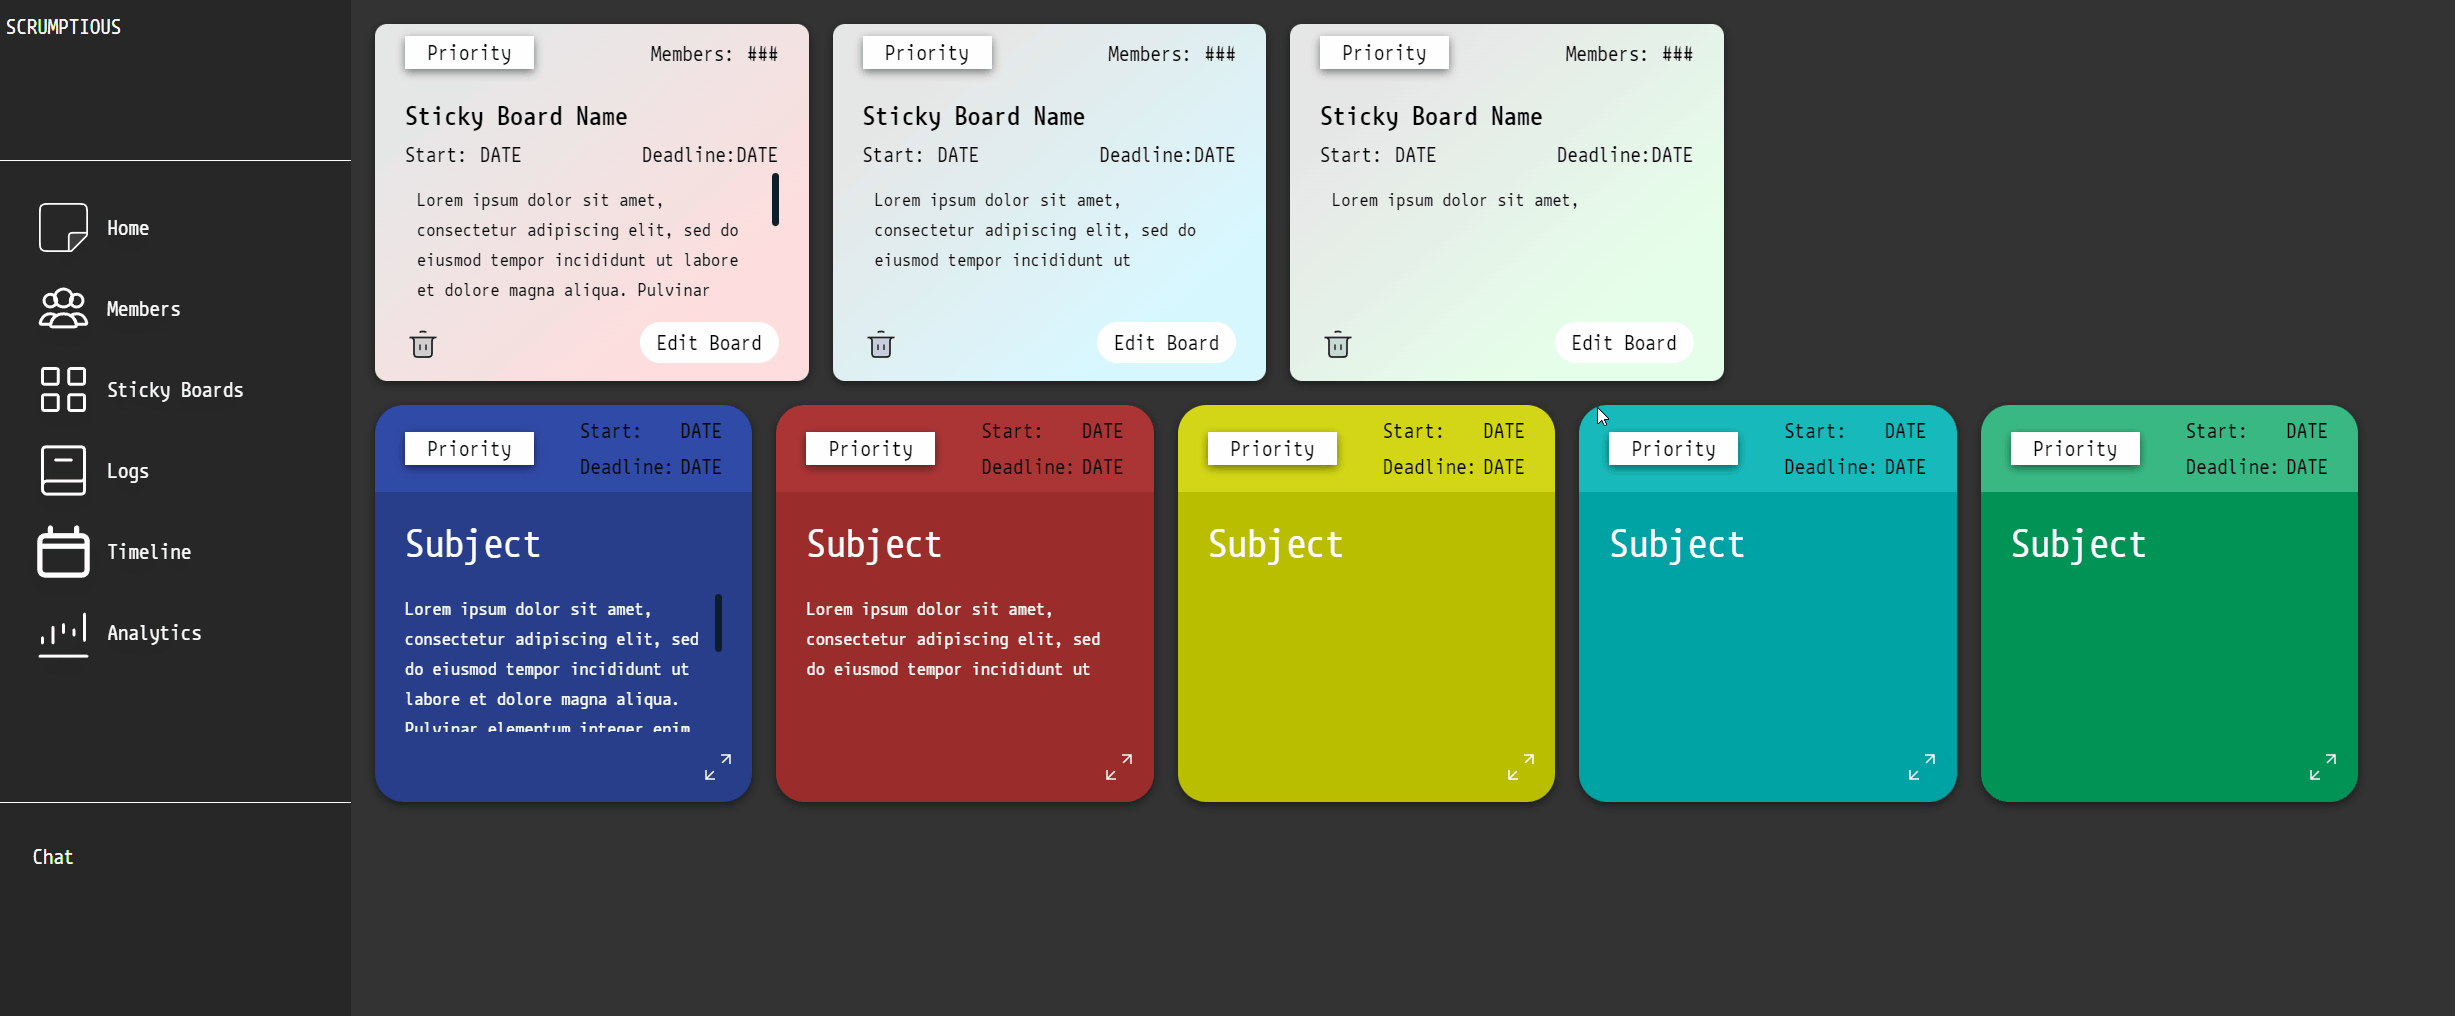 SCRUMPTIOUS
Home
Members
Sticky Boards
Logs
Timeline
Analytics
Chat
Priority
Members: ###
Sticky Board Name
Start: DATE
Deadline:DATE
Lorem ipsum dolor sit amet,
consectetur adipiscing elit, sed do
eiusmod tempor incididunt ut labore
et dolore magna aliqua. Pulvinar
Edit Board
Priority
Members: ###
Sticky Board Name
Start: DATE
Deadline:DATE
Lorem ipsum dolor sit amet,
consectetur adipiscing elit, sed do
eiusmod tempor incididunt ut
Edit Board
Priority
Members: ###
Sticky Board Name
Start: DATE
Deadline:DATE
Lorem ipsum dolor sit amet,
Edit Board
Priority
Start: DATE
Deadline: DATE
Subject
Lorem ipsum dolor sit amet,
consectetur adipiscing elit, sed
do eiusmod tempor incididunt ut
labore et dolore magna aliqua.
Pulvinar elementum integer enim
Priority
Start: DATE
Deadline: DATE
Subject
Lorem ipsum dolor sit amet,
consectetur adipiscing elit, sed
do eiusmod tempor incididunt ut
Priority
Start: DATE
Deadline: DATE
Subject
Priority
Start: DATE
Deadline: DATE
Subject
Priority
Start: DATE
Deadline: DATE
Subject